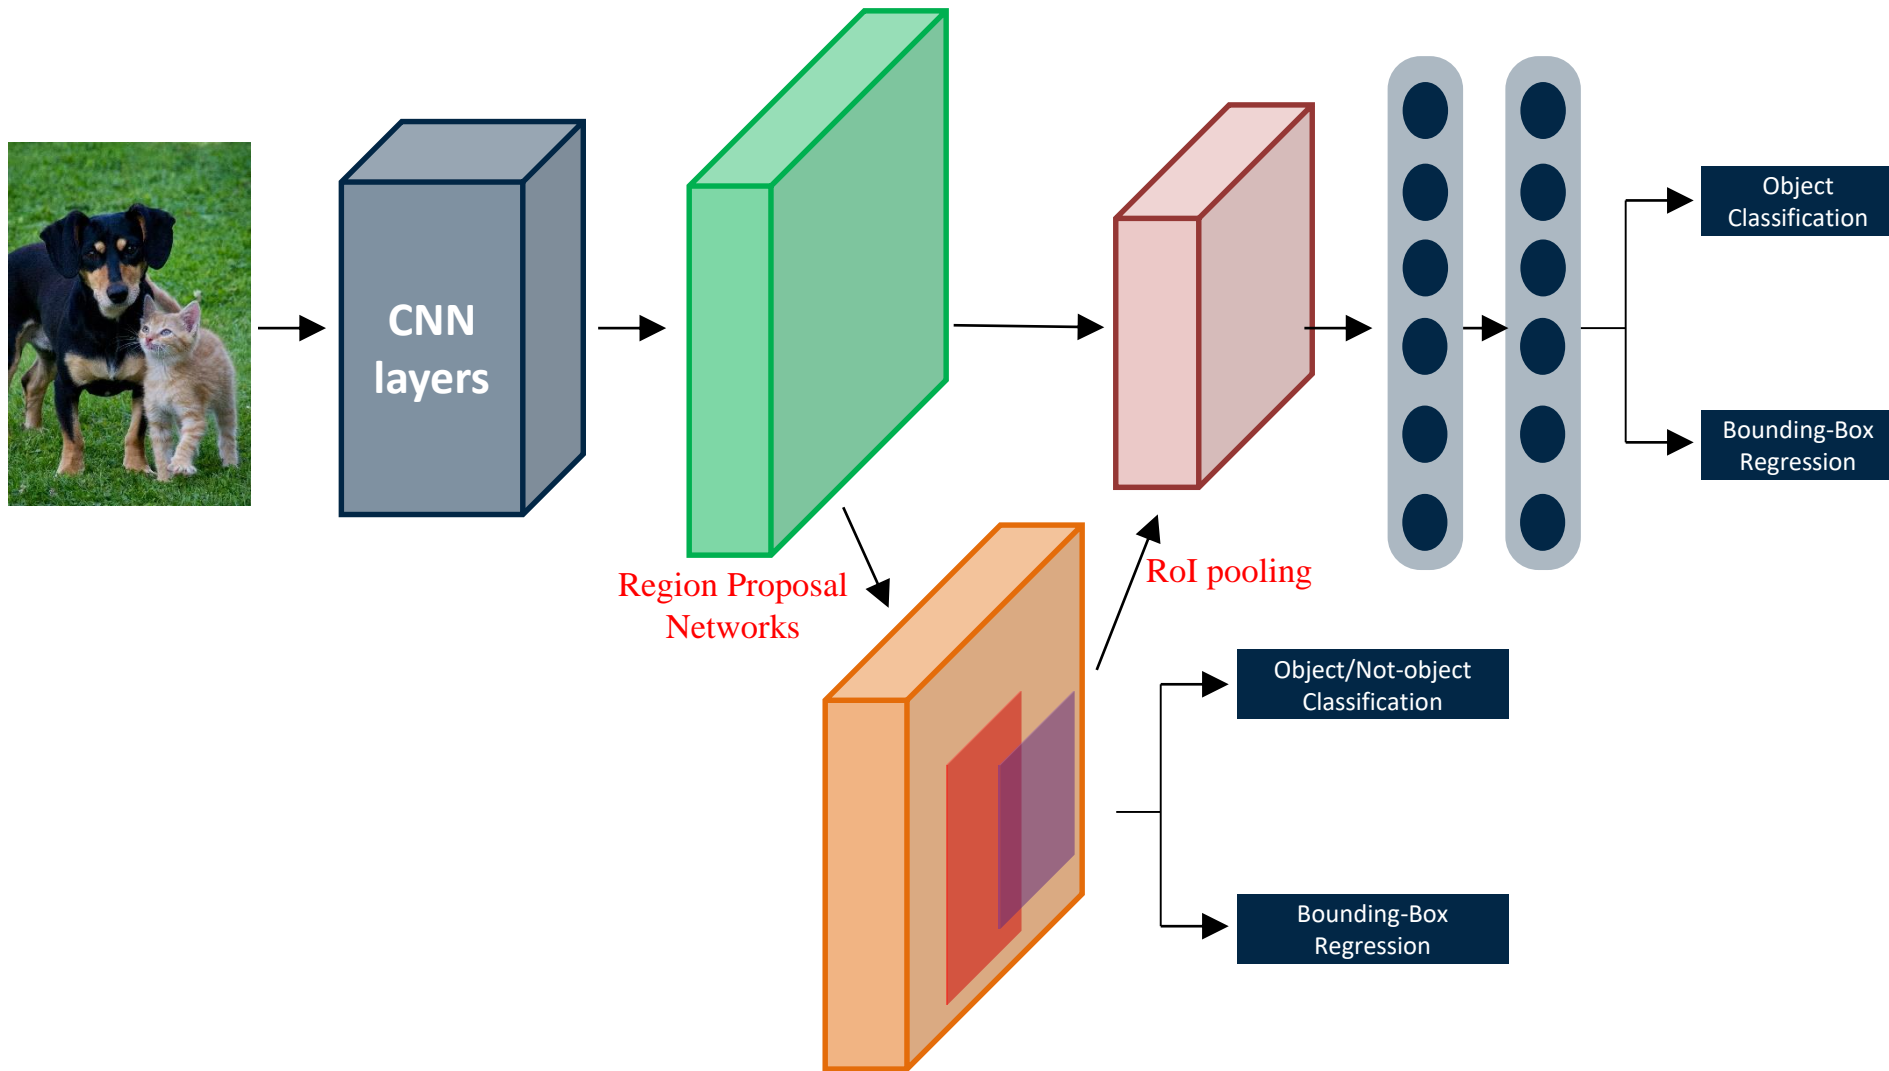 CNN
layers
Region Proposal
Networks
RoI pooling
Object
Classification
Bounding-Box
Regression
Object/Not-object
Classification
Bounding-Box
Regression